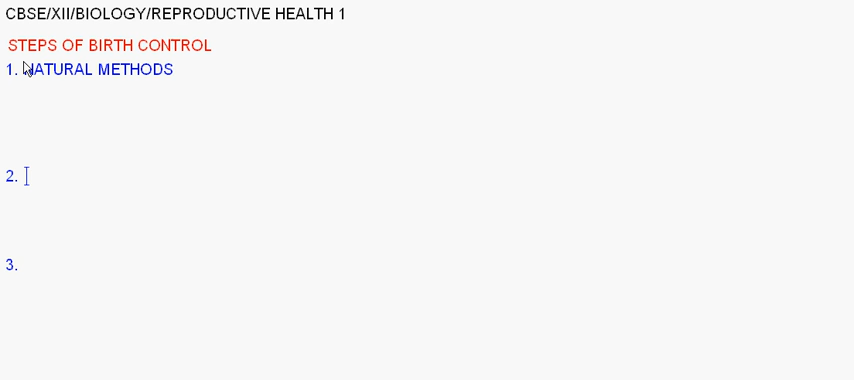 CBSE/XII/BIOLOGY/REPRODUCTIVE HEALTH 1
STEPS OF BIRTH CONTROL
1. NATURAL METHODS
2.
3.